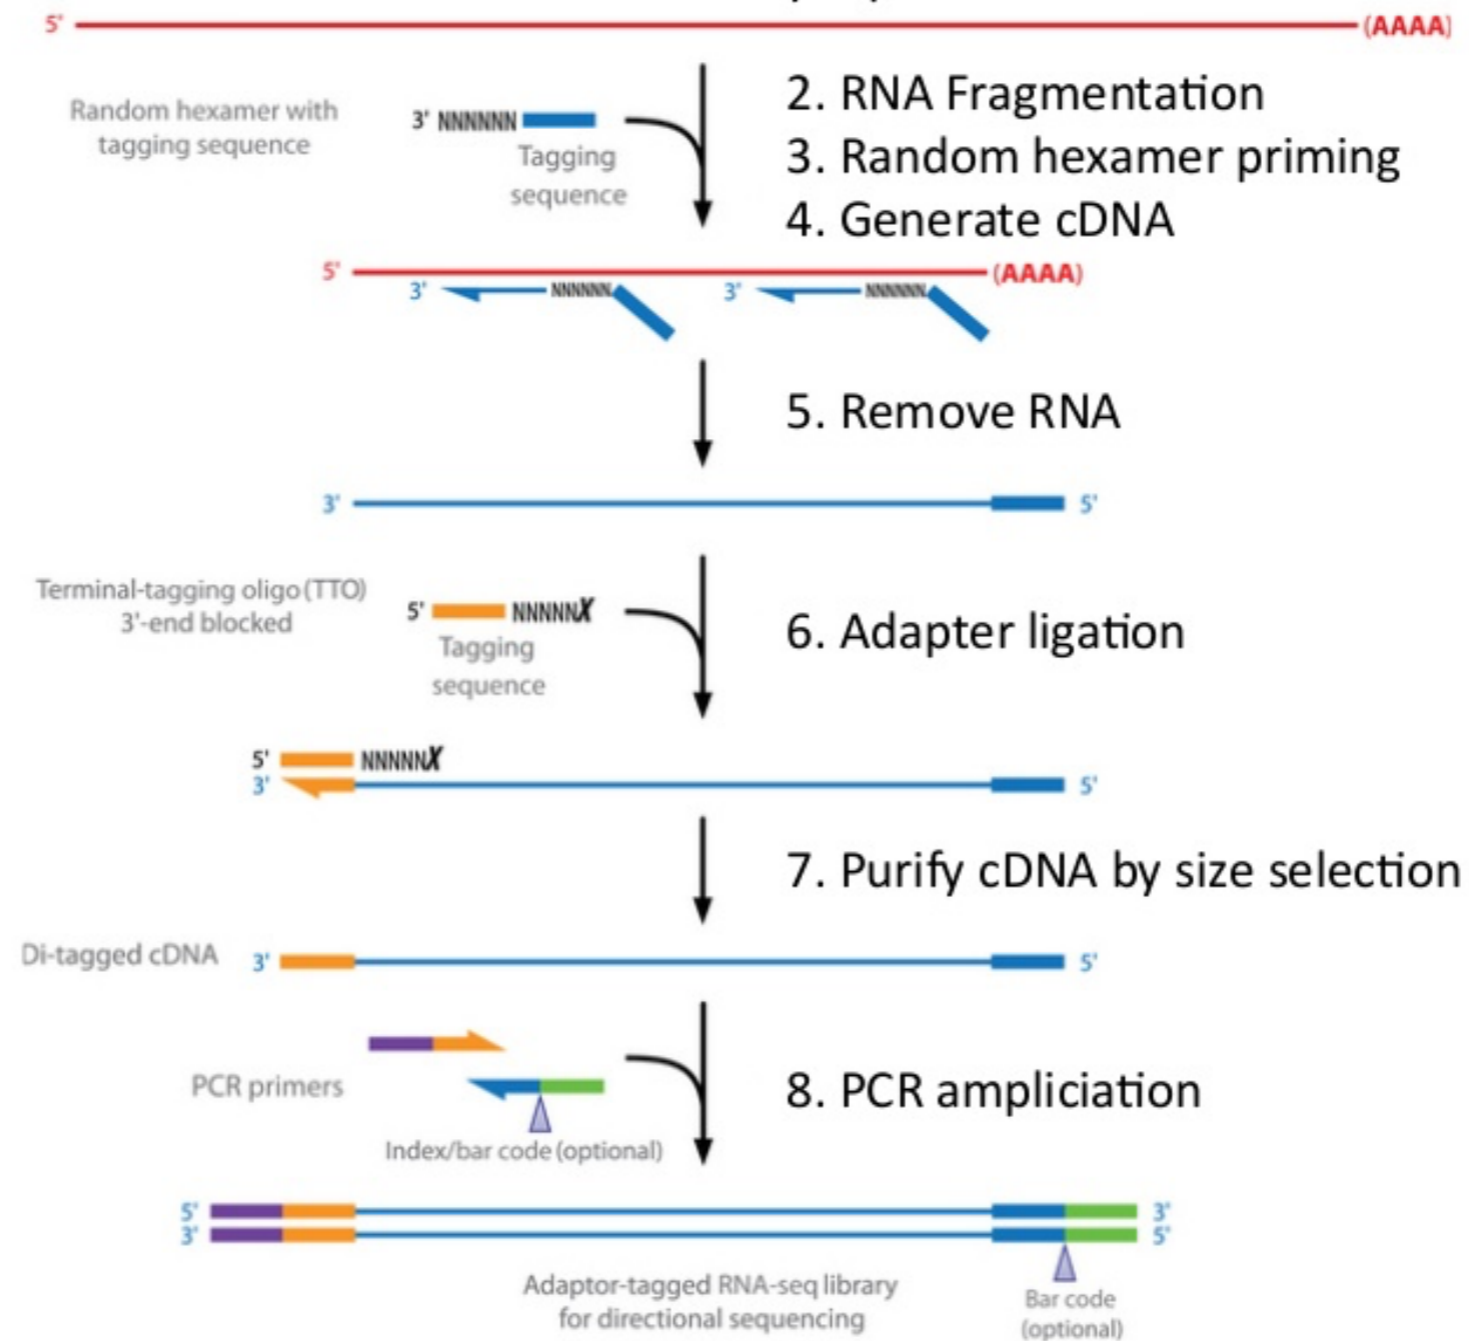 5' (AAAA)
2. RNA Fragmentation
3. Random hexamer priming
4. Generate cDNA
Random hexamer with
tagging sequence
3' NNNNNN
Tagging
sequence
5' (AAAA)
3' NNNNNN 3' NNNNNN
5. Remove RNA
3' 5'
Terminal-tagging oligo (TTO)
3'-end blocked
5' NNNNNX
Tagging
sequence
6. Adapter ligation
5' NNNNNX
3' 5'
7. Purify cDNA by size selection
Di-tagged cDNA 3' 5'
PCR primers
Index/bar code (optional)
8. PCR ampliciation
5' 3'
3' 5'
Adaptor-tagged RNA-seq library
for directional sequencing
Bar code
(optional)